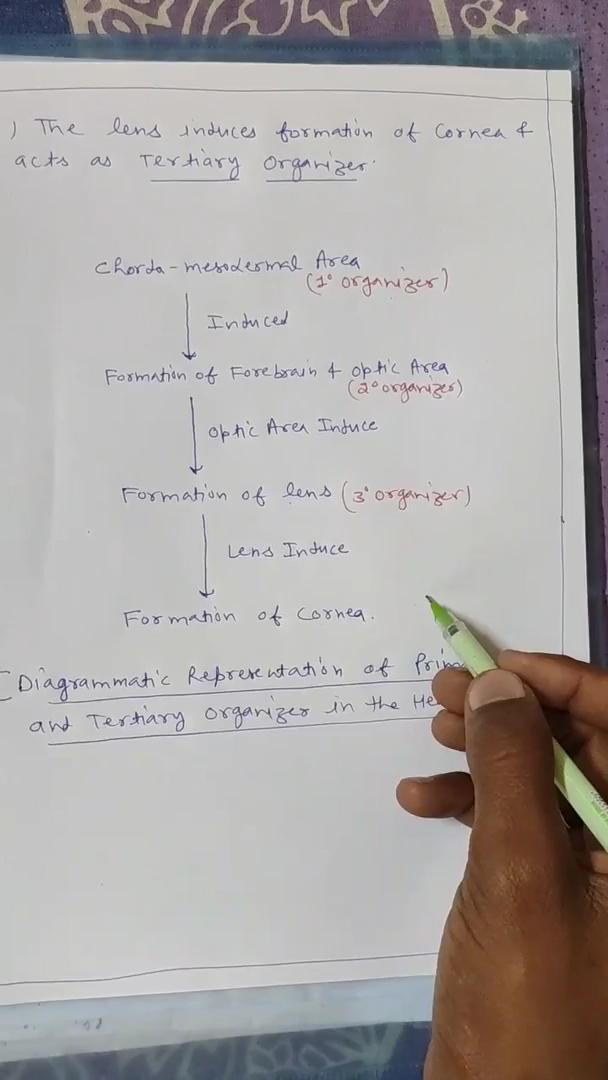 ) The lens induces formation of Cornea &
acts as Tertiary Organizer.
Chorda-mesodermal Area
(1° organizer)
Induced
Formation of Forebrain & optic Area
(2° organizer)
Optic Area Induce
Formation of lens (3° organizer)
Lens Induce
Formation of Cornea.
[Diagrammatic Representation of
and Tertiary Organizer in the